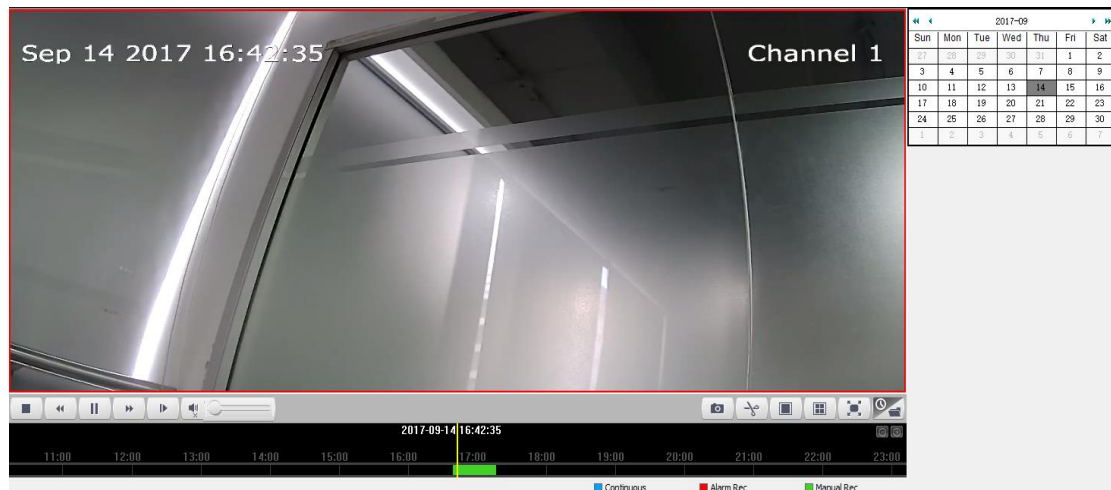 Sep 14 2017 16:42:35
Channel 1
2017-09
Sun Mon Tue Wed Thu Fri Sat
27 28 29 30 31 1 2
3 4 5 6 7 8 9
10 11 12 13 14 15 16
17 18 19 20 21 22 23
24 25 26 27 28 29 30
1 2 3 4 5 6 7
2017-09-14 16:42:35
11:00 12:00 13:00 14:00 15:00 16:00 17:00 18:00 19:00 20:00 21:00 22:00 23:00
Continuous Alarm Rec Manual Rec